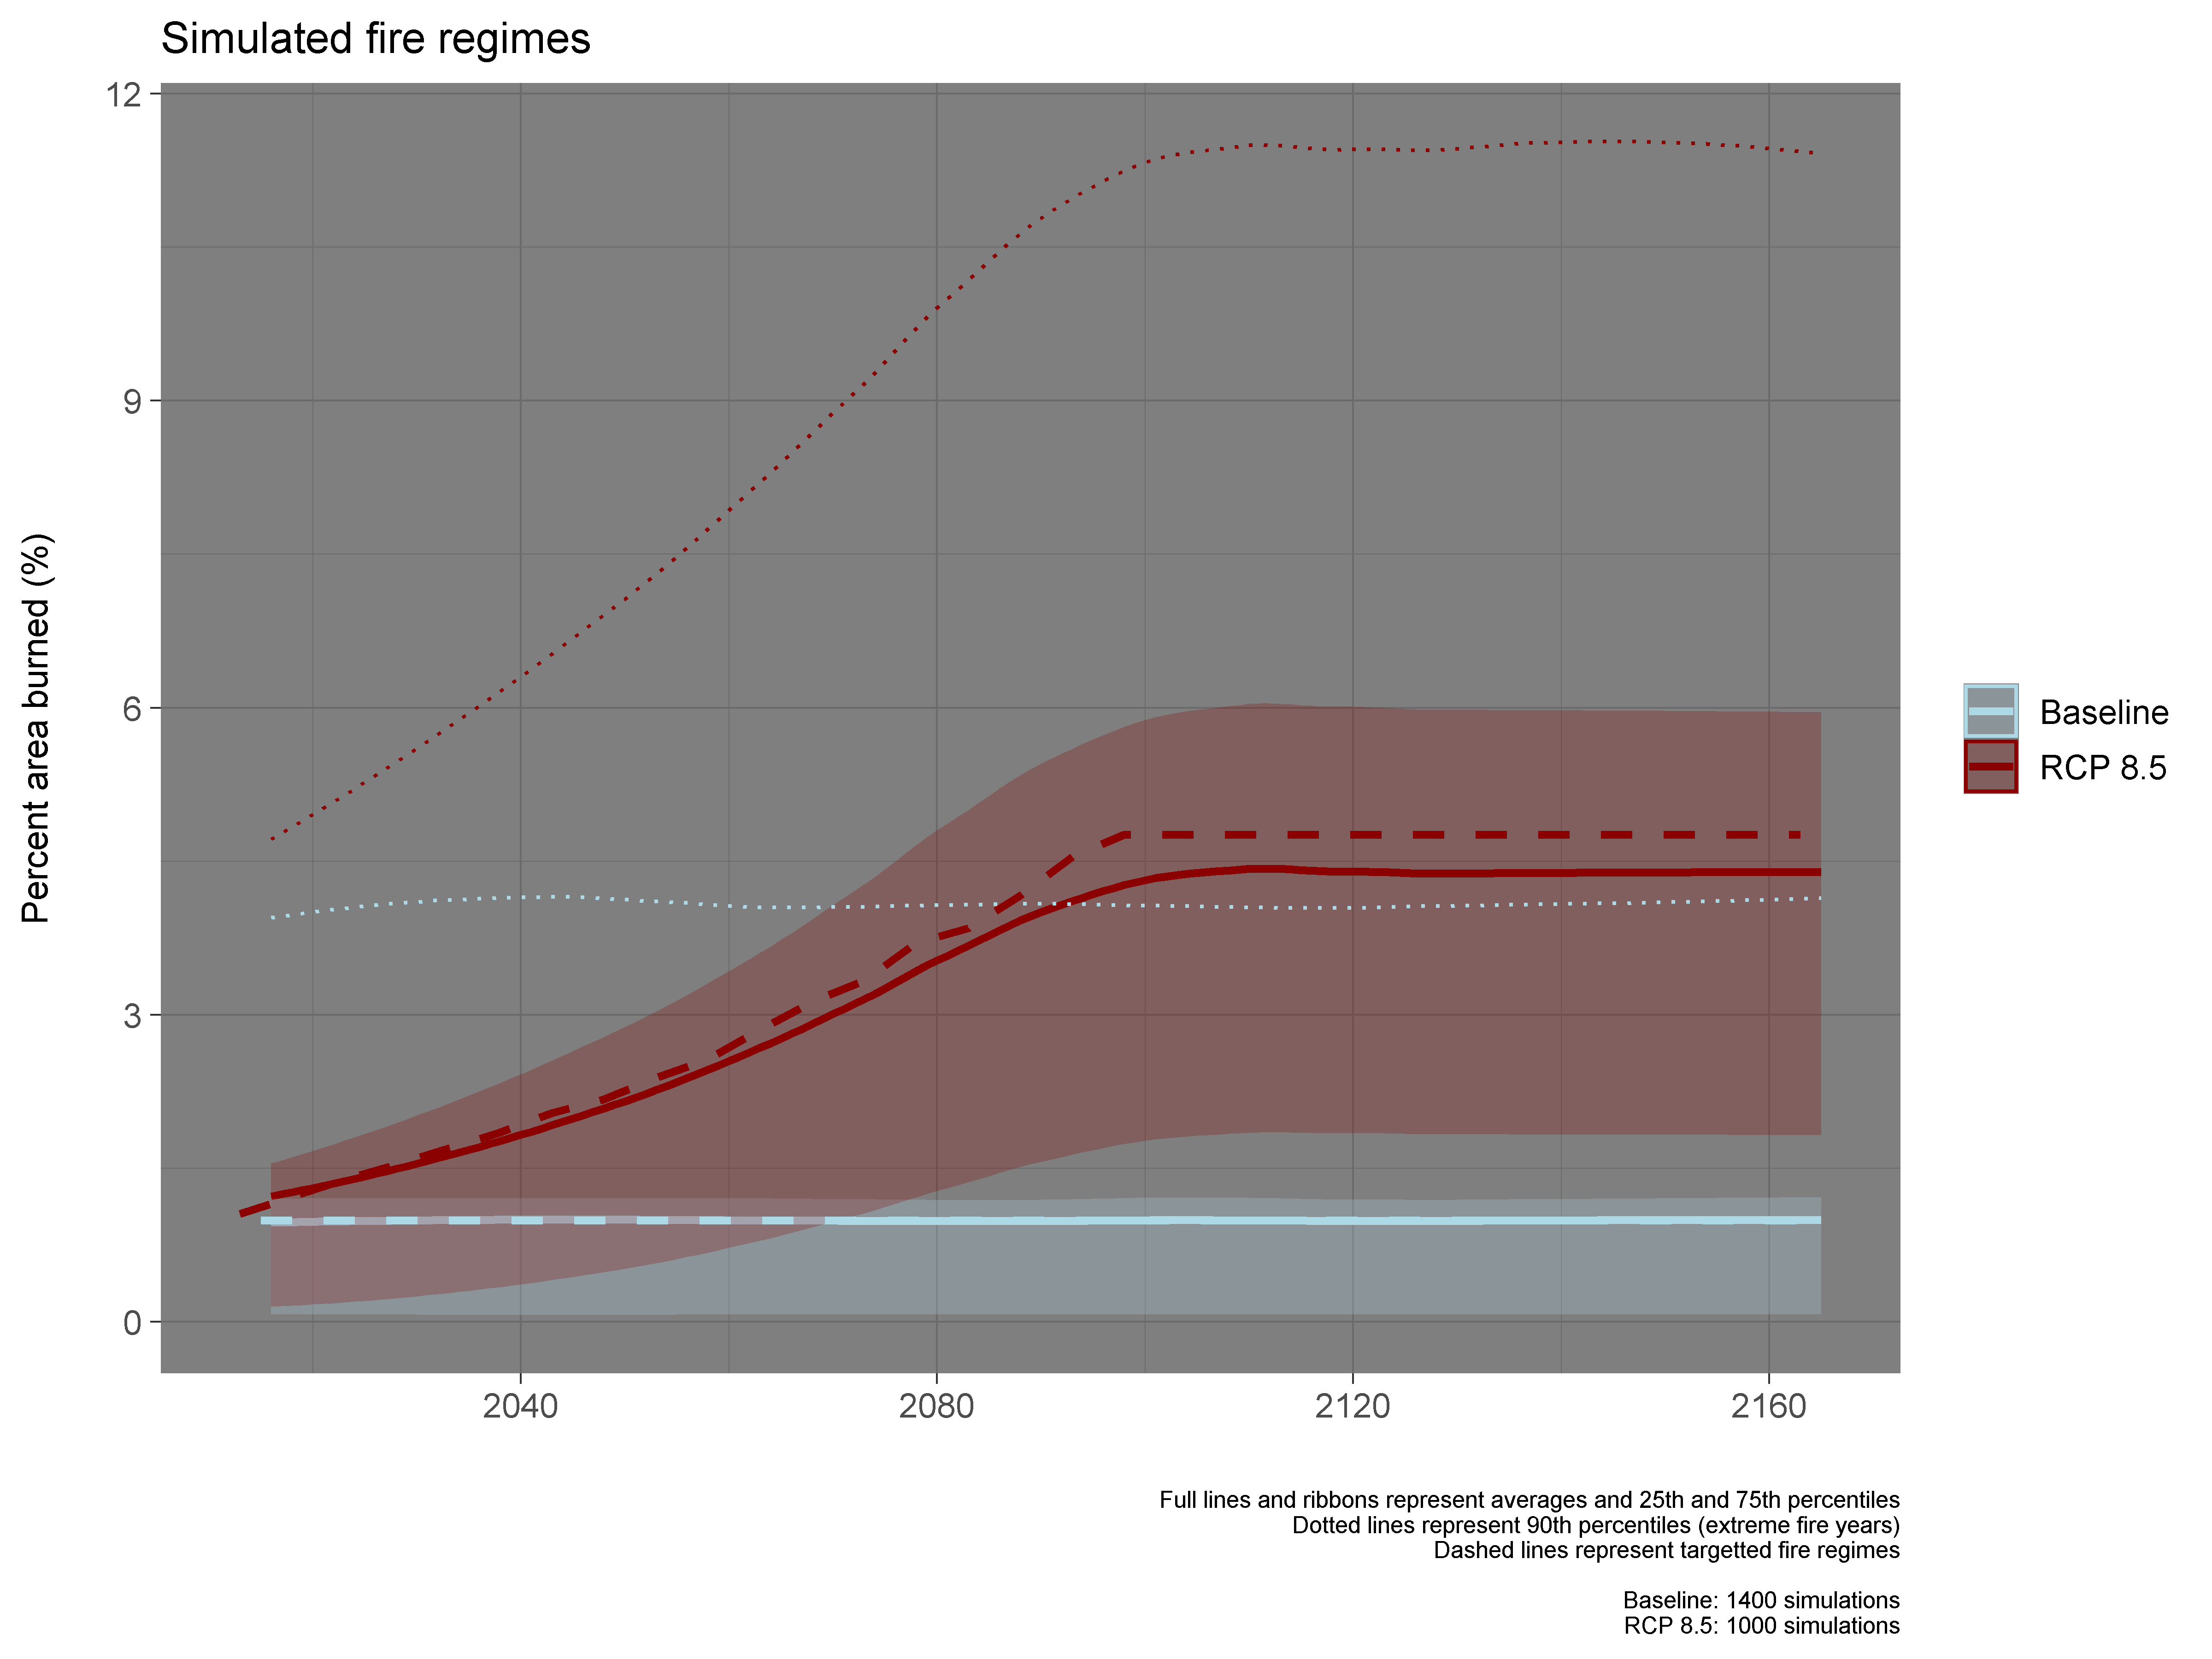 Simulated fire regimes
12
9
6
3
0
Percent area burned (%)
2040
2080
2120
2160
Baseline
RCP 8.5
Full lines and ribbons represent averages and 25th and 75th percentiles
Dotted lines represent 90th percentiles (extreme fire years)
Dashed lines represent targetted fire regimes
Baseline: 1400 simulations
RCP 8.5: 1000 simulations